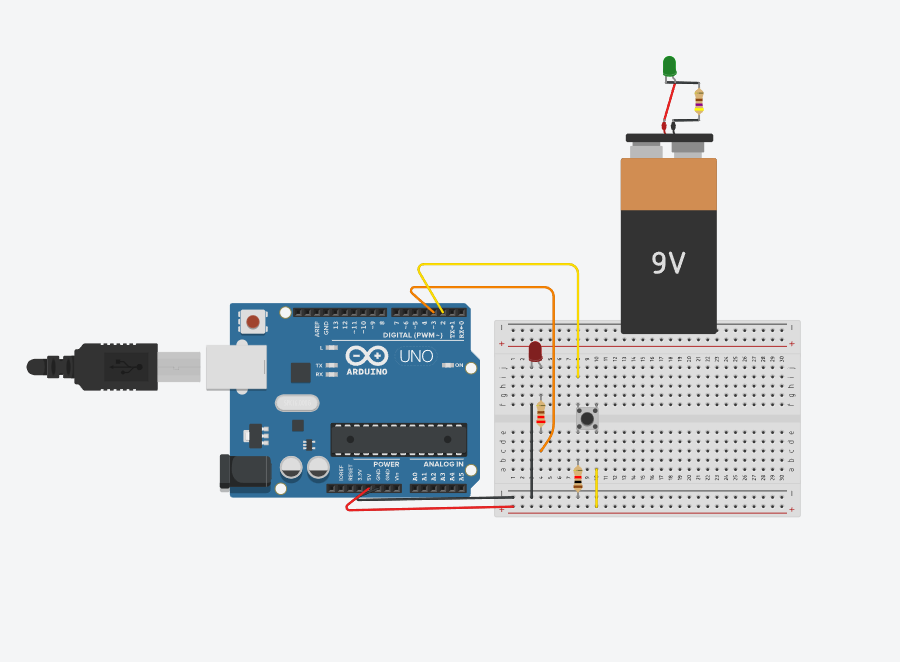 9V
AREF
GND
13
12
~11
~10
~9
8
7
~6
~5
4
~3
2
TX→1
RX←0
DIGITAL (PWM~)
L
TX
RX
UNO
ARDUINO
ON
POWER
ANALOG IN
IOREF
RESET
3.3V
5V
GND
GND
Vin
A0
A1
A2
A3
A4
A5